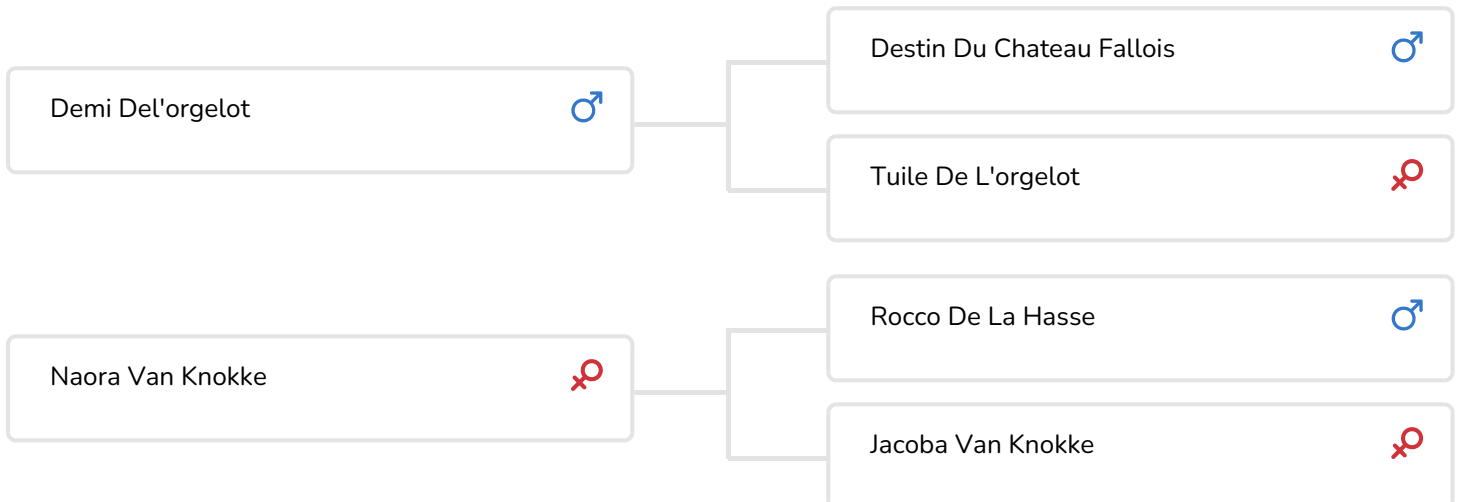 Destin Du Chateau Fallois
Demi Del'orgelot
Tuile De L'orgelot
Rocco De La Hasse
Naora Van Knokke
Jacoba Van Knokke